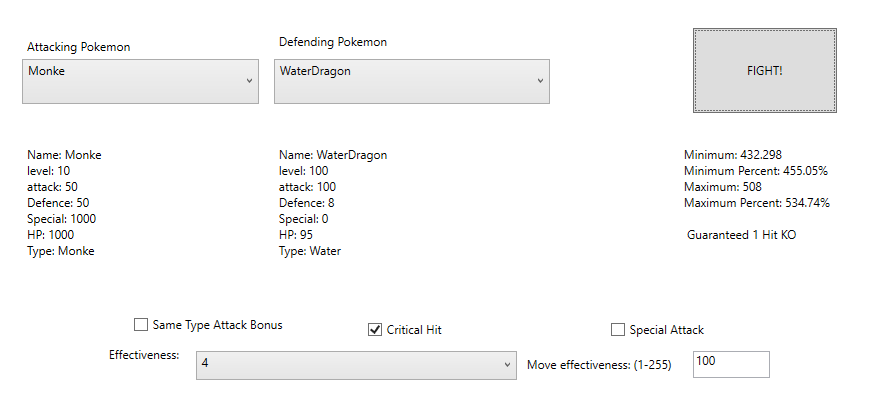 Attacking Pokemon
Defending Pokemon
Monke
WaterDragon
FIGHT!
Name: Monke
level: 10
attack: 50
Defence: 50
Special: 1000
HP: 1000
Type: Monke
Name: WaterDragon
level: 100
attack: 100
Defence: 8
Special: 0
HP: 95
Type: Water
Minimum: 432.298
Minimum Percent: 455.05%
Maximum: 508
Maximum Percent: 534.74%
Guaranteed 1 Hit KO
Same Type Attack Bonus
Critical Hit
Special Attack
Effectiveness:
4
Move effectiveness: (1-255)
100